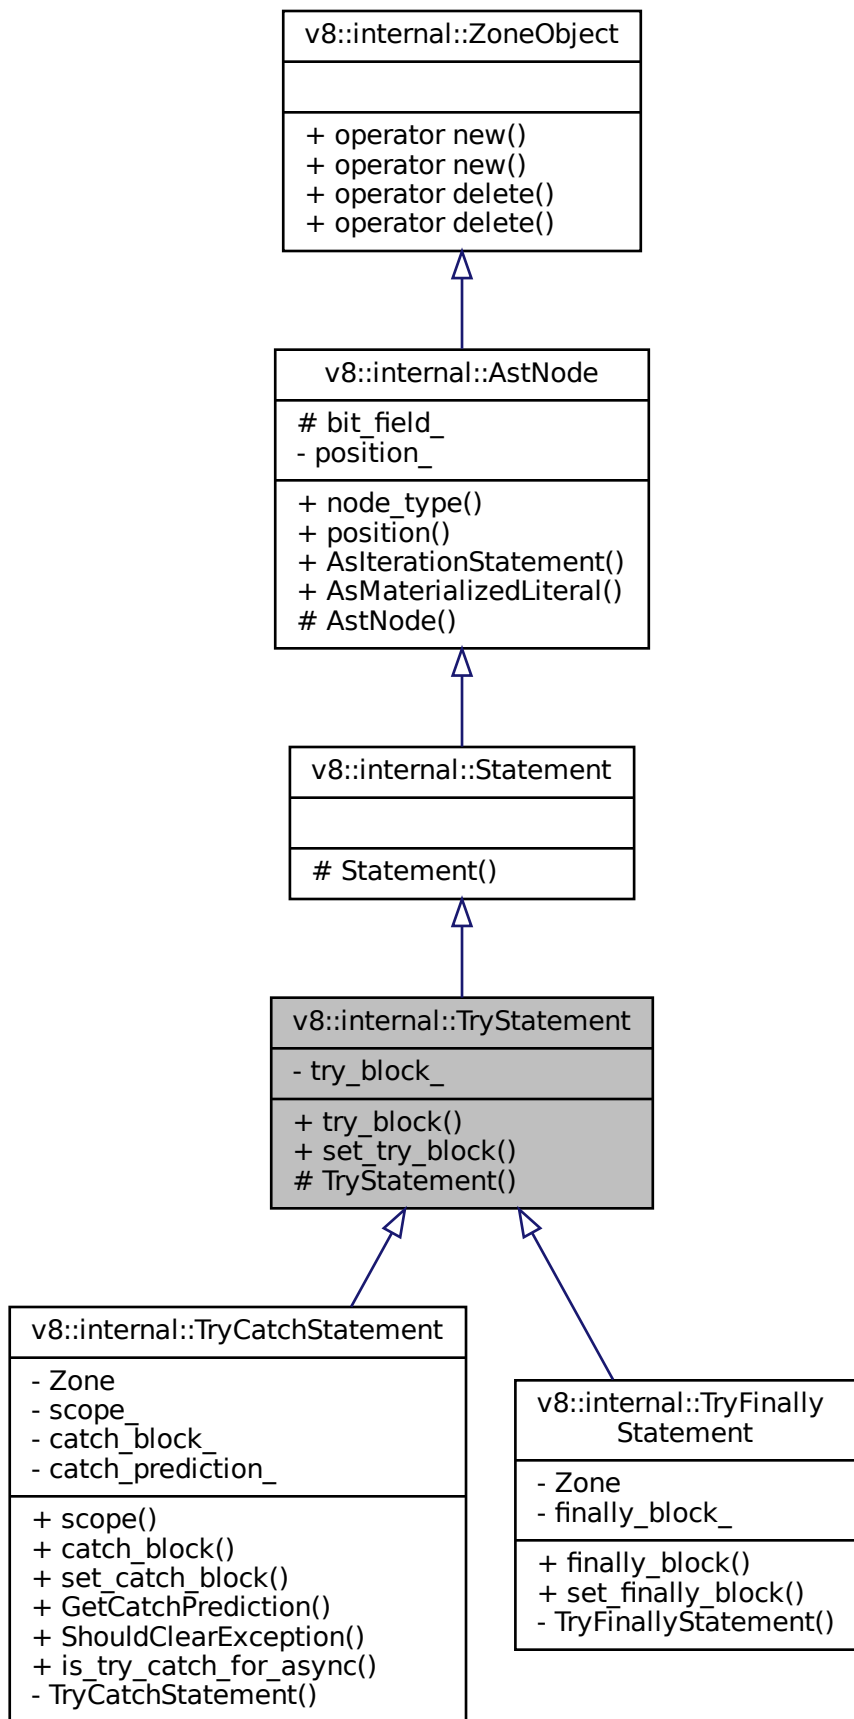 v8::internal::ZoneObject
+ operator new()
+ operator new()
+ operator delete()
+ operator delete()
v8::internal::AstNode
# bit_field_
- position_
+ node_type()
+ position()
+ AsIterationStatement()
+ AsMaterializedLiteral()
# AstNode()
v8::internal::Statement
# Statement()
v8::internal::TryStatement
- try_block_
+ try_block()
+ set_try_block()
# TryStatement()
v8::internal::TryCatchStatement
- Zone
- scope_
- catch_block_
- catch_prediction_
+ scope()
+ catch_block()
+ set_catch_block()
+ GetCatchPrediction()
+ ShouldClearException()
+ is_try_catch_for_async()
- TryCatchStatement()
v8::internal::TryFinally
Statement
- Zone
- finally_block_
+ finally_block()
+ set_finally_block()
- TryFinallyStatement()